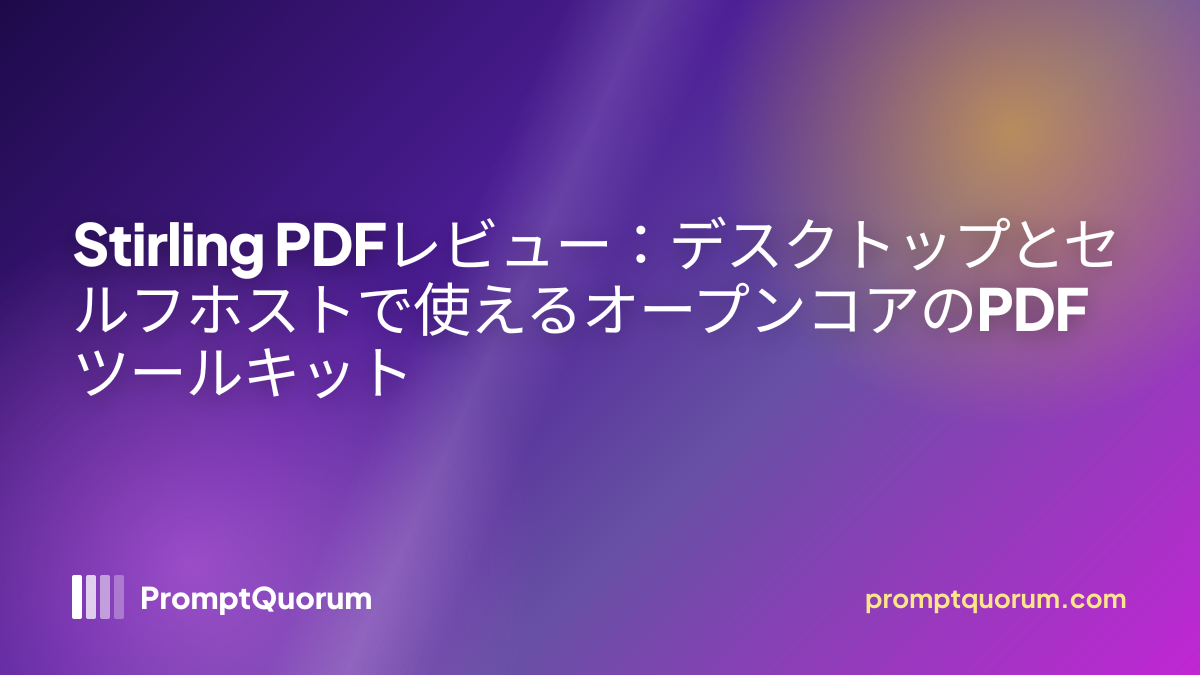 Stirling PDFレビュー：デスクトップとセ
ルフホストで使えるオープンコアのPDF
ツールキット
PromptQuorum
promptquorum.com